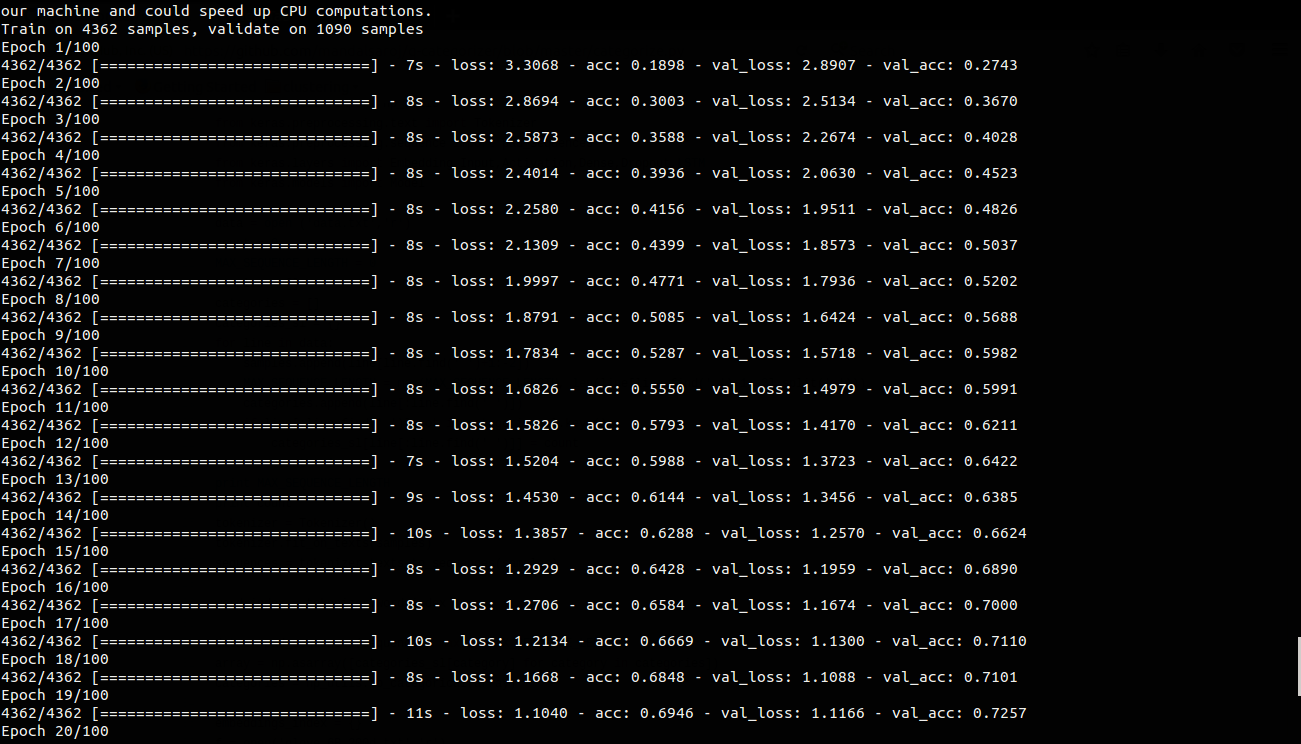 our machine and could speed up CPU computations.
Train on 4362 samples, validate on 1090 samples
Epoch 1/100
4362/4362 [==============================] - 7s - loss: 3.3068 - acc: 0.1898 - val_loss: 2.8907 - val_acc: 0.2743
Epoch 2/100
4362/4362 [==============================] - 8s - loss: 2.8694 - acc: 0.3003 - val_loss: 2.5134 - val_acc: 0.3670
Epoch 3/100
4362/4362 [==============================] - 8s - loss: 2.5873 - acc: 0.3588 - val_loss: 2.2674 - val_acc: 0.4028
Epoch 4/100
4362/4362 [==============================] - 8s - loss: 2.4014 - acc: 0.3936 - val_loss: 2.0630 - val_acc: 0.4523
Epoch 5/100
4362/4362 [==============================] - 8s - loss: 2.2580 - acc: 0.4156 - val_loss: 1.9511 - val_acc: 0.4826
Epoch 6/100
4362/4362 [==============================] - 8s - loss: 2.1309 - acc: 0.4399 - val_loss: 1.8573 - val_acc: 0.5037
Epoch 7/100
4362/4362 [==============================] - 8s - loss: 1.9997 - acc: 0.4771 - val_loss: 1.7936 - val_acc: 0.5202
Epoch 8/100
4362/4362 [==============================] - 8s - loss: 1.8791 - acc: 0.5085 - val_loss: 1.6424 - val_acc: 0.5688
Epoch 9/100
4362/4362 [==============================] - 8s - loss: 1.7834 - acc: 0.5287 - val_loss: 1.5718 - val_acc: 0.5982
Epoch 10/100
4362/4362 [==============================] - 8s - loss: 1.6826 - acc: 0.5550 - val_loss: 1.4979 - val_acc: 0.5991
Epoch 11/100
4362/4362 [==============================] - 8s - loss: 1.5826 - acc: 0.5793 - val_loss: 1.4170 - val_acc: 0.6211
Epoch 12/100
4362/4362 [==============================] - 7s - loss: 1.5204 - acc: 0.5988 - val_loss: 1.3723 - val_acc: 0.6422
Epoch 13/100
4362/4362 [==============================] - 9s - loss: 1.4530 - acc: 0.6144 - val_loss: 1.3456 - val_acc: 0.6385
Epoch 14/100
4362/4362 [==============================] - 10s - loss: 1.3857 - acc: 0.6288 - val_loss: 1.2570 - val_acc: 0.6624
Epoch 15/100
4362/4362 [==============================] - 8s - loss: 1.2929 - acc: 0.6428 - val_loss: 1.1959 - val_acc: 0.6890
Epoch 16/100
4362/4362 [==============================] - 8s - loss: 1.2706 - acc: 0.6584 - val_loss: 1.1674 - val_acc: 0.7000
Epoch 17/100
4362/4362 [==============================] - 10s - loss: 1.2134 - acc: 0.6669 - val_loss: 1.1300 - val_acc: 0.7110
Epoch 18/100
4362/4362 [==============================] - 8s - loss: 1.1668 - acc: 0.6848 - val_loss: 1.1088 - val_acc: 0.7101
Epoch 19/100
4362/4362 [==============================] - 11s - loss: 1.1040 - acc: 0.6946 - val_loss: 1.1166 - val_acc: 0.7257
Epoch 20/100